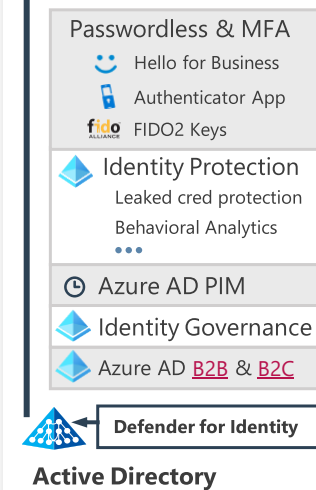 Passwordless & MFA
Hello for Business
Authenticator App
fido
ALLIANCE
FIDO2 Keys
Identity Protection
Leaked cred protection
Behavioral Analytics
•••
Azure AD PIM
Identity Governance
Azure AD B2B & B2C
Defender for Identity
Active Directory